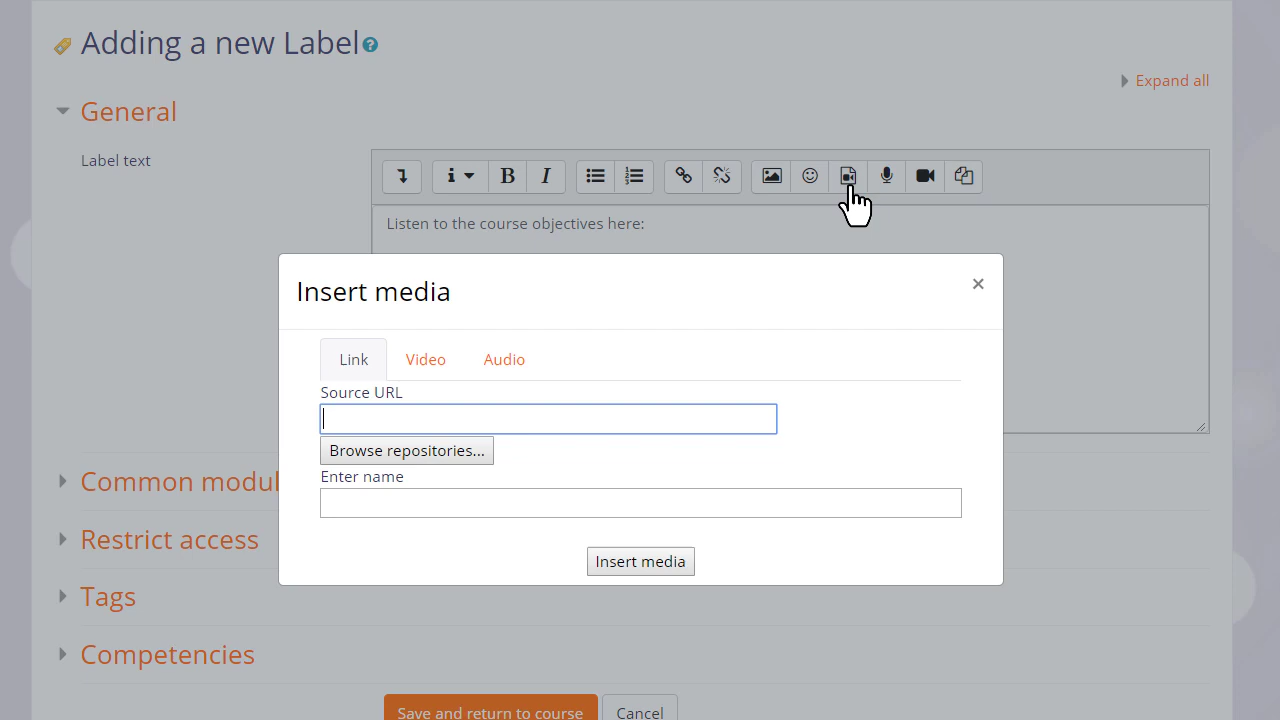 Adding a new Label
Expand all
General
Label text
i B I
Listen to the course objectives here:
Insert media
×
Link Video Audio
Source URL
Browse repositories...
Enter name
Insert media
Common modul
Restrict access
Tags
Competencies
Save and return to course Cancel